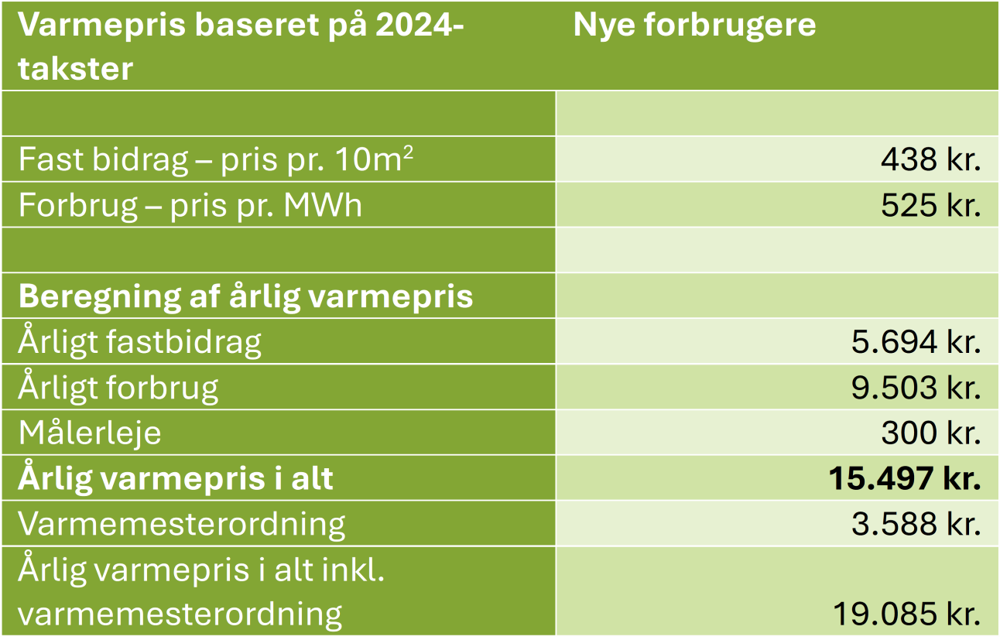 Varmepris baseret på 2024-
takster
Nye forbrugere
Fast bidrag – pris pr. 10m²
438 kr.
Forbrug – pris pr. MWh
525 kr.
Beregning af årlig varmepris
Årligt fastbidrag
5.694 kr.
Årligt forbrug
9.503 kr.
Målerleje
300 kr.
Årlig varmepris i alt
15.497 kr.
Varmemesterordning
3.588 kr.
Årlig varmepris i alt inkl.
varmemesterordning
19.085 kr.